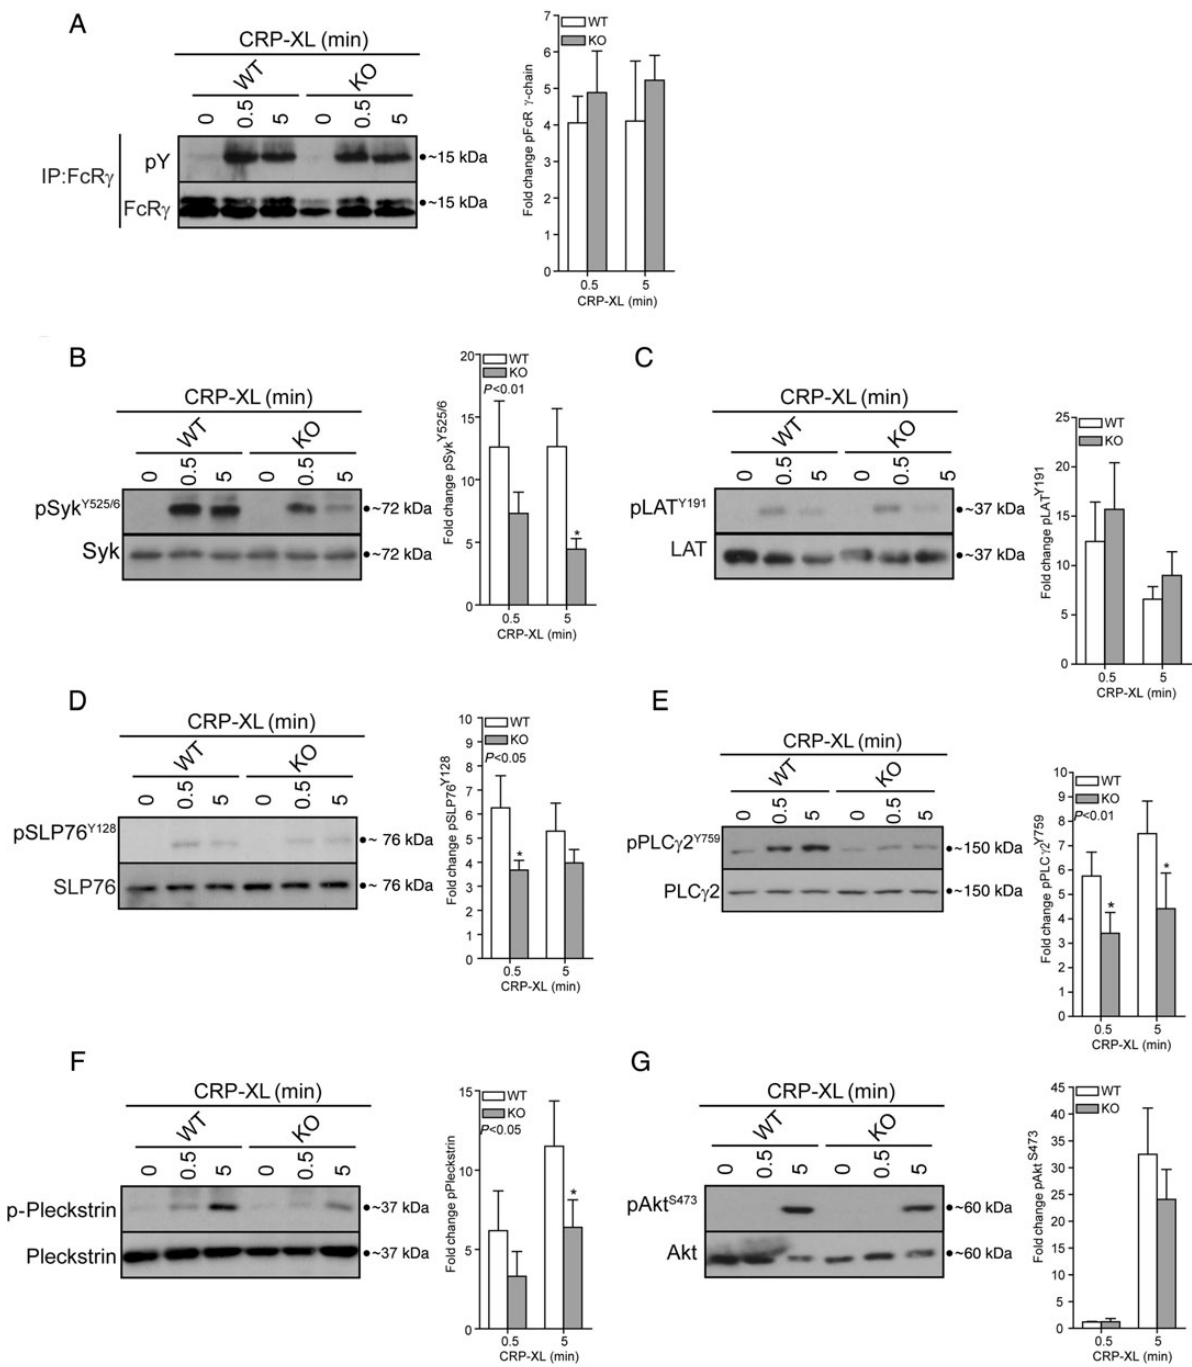 A
CRP-XL (min)
WT KO
0 0.5 5 0 0.5 5
IP:FcRγ
pY ~15 kDa
FcRγ ~15 kDa
Fold change pFcR γ-chain
7
6
5
4
3
2
1
0
WT
KO
0.5 5
CRP-XL (min)
B
CRP-XL (min)
WT KO
0 0.5 5 0 0.5 5
pSyk^Y525/6 ~72 kDa
Syk ~72 kDa
Fold change pSyk^Y525/6
20
15
10
5
0
WT
KO
P<0.01
*
0.5 5
CRP-XL (min)
C
CRP-XL (min)
WT KO
0 0.5 5 0 0.5 5
pLAT^Y191 ~37 kDa
LAT ~37 kDa
Fold change pLAT^Y191
25
20
15
10
5
0
WT
KO
0.5 5
CRP-XL (min)
D
CRP-XL (min)
WT KO
0 0.5 5 0 0.5 5
pSLP76^Y128 ~ 76 kDa
SLP76 ~ 76 kDa
Fold change pSLP76^Y128
10
9
8
7
6
5
4
3
2
1
0
WT
KO
P<0.05
*
0.5 5
CRP-XL (min)
E
CRP-XL (min)
WT KO
0 0.5 5 0 0.5 5
pPLCγ2^Y759 ~150 kDa
PLCγ2 ~150 kDa
Fold change pPLCγ2^Y759
10
9
8
7
6
5
4
3
2
1
0
WT
KO
P<0.01
* *
0.5 5
CRP-XL (min)
F
CRP-XL (min)
WT KO
0 0.5 5 0 0.5 5
p-Pleckstrin ~37 kDa
Pleckstrin ~37 kDa
Fold change pPleckstrin
15
10
5
0
WT
KO
P<0.05
*
0.5 5
CRP-XL (min)
G
CRP-XL (min)
WT KO
0 0.5 5 0 0.5 5
pAkt^S473 ~60 kDa
Akt ~60 kDa
Fold change pAkt^S473
45
40
35
30
25
20
15
10
5
0
WT
KO
0.5 5
CRP-XL (min)